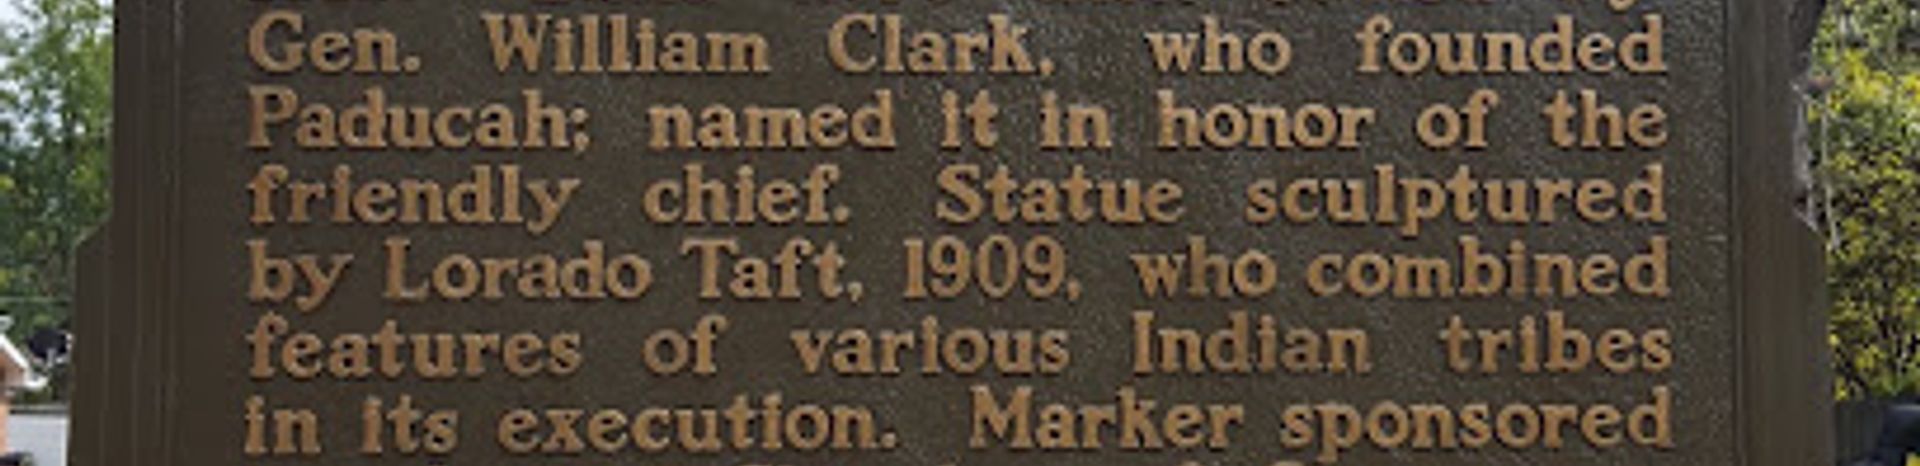 Gen. William Clark, who founded
Paducah; named it in honor of the
friendly chief. Statue sculptured
by Lorado Taft, 1909, who combined
features of various Indian tribes
in its execution. Marker sponsored